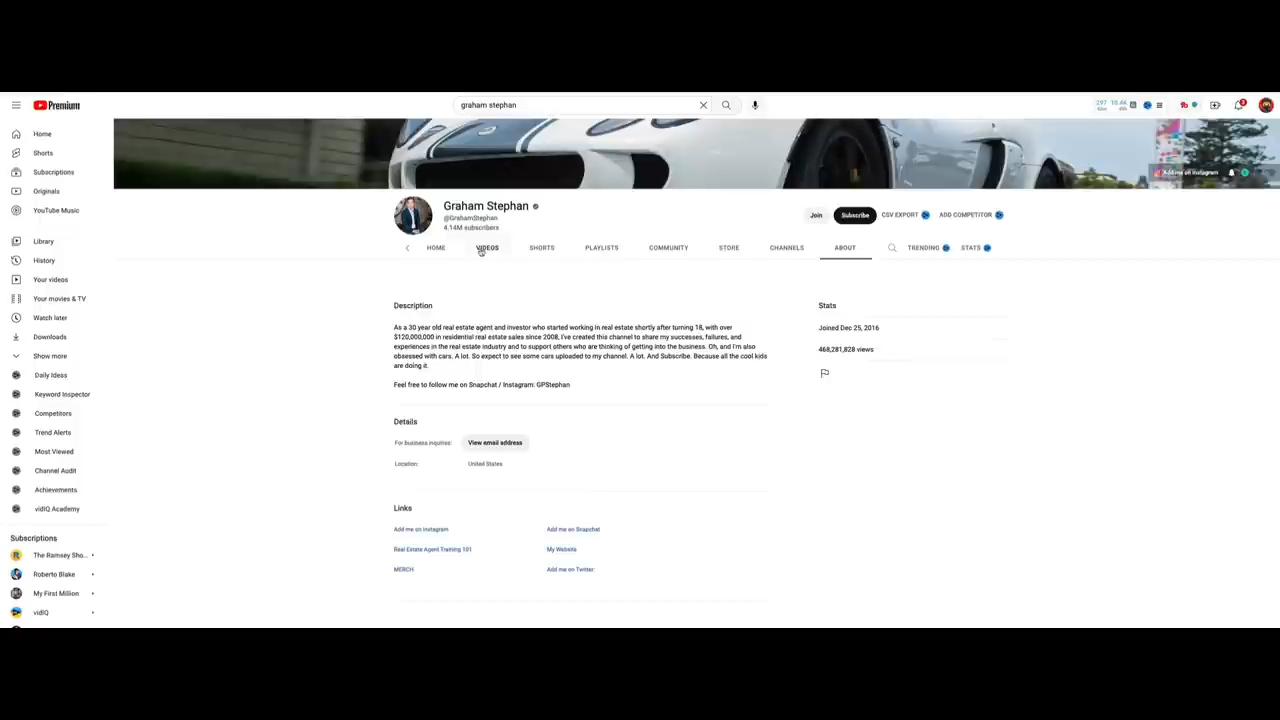 Premium
graham stephan
297 10.4K
Home
Shorts
Subscriptions
Originals
YouTube Music
Library
History
Your videos
Your movies & TV
Watch later
Downloads
Show more
Daily Ideas
Keyword Inspector
Competitors
Trend Alerts
Most Viewed
Channel Audit
Achievements
vidIQ Academy
Subscriptions
The Ramsey Sho...
Roberto Blake
My First Million
vidIQ
Add me on Instagram
Graham Stephan
@GrahamStephan
4.14M subscribers
Join
Subscribe
CSV EXPORT
ADD COMPETITOR
HOME
VIDEOS
SHORTS
PLAYLISTS
COMMUNITY
STORE
CHANNELS
ABOUT
TRENDING
STATS
Description
As a 30 year old real estate agent and investor who started working in real estate shortly after turning 18, with over
$120,000,000 in residential real estate sales since 2008, I've created this channel to share my successes, failures, and
experiences in the real estate industry and to support others who are thinking of getting into the business. Oh, and I'm also
obsessed with cars. A lot. So expect to see some cars uploaded to my channel. A lot. And Subscribe. Because all the cool kids
are doing it.
Feel free to follow me on Snapchat / Instagram: GPStephan
Details
For business inquiries:
View email address
Location:
United States
Links
Add me on Instagram
Add me on Snapchat
Real Estate Agent Training 101
My Website
MERCH
Add me on Twitter:
Stats
Joined Dec 25, 2016
468,281,828 views